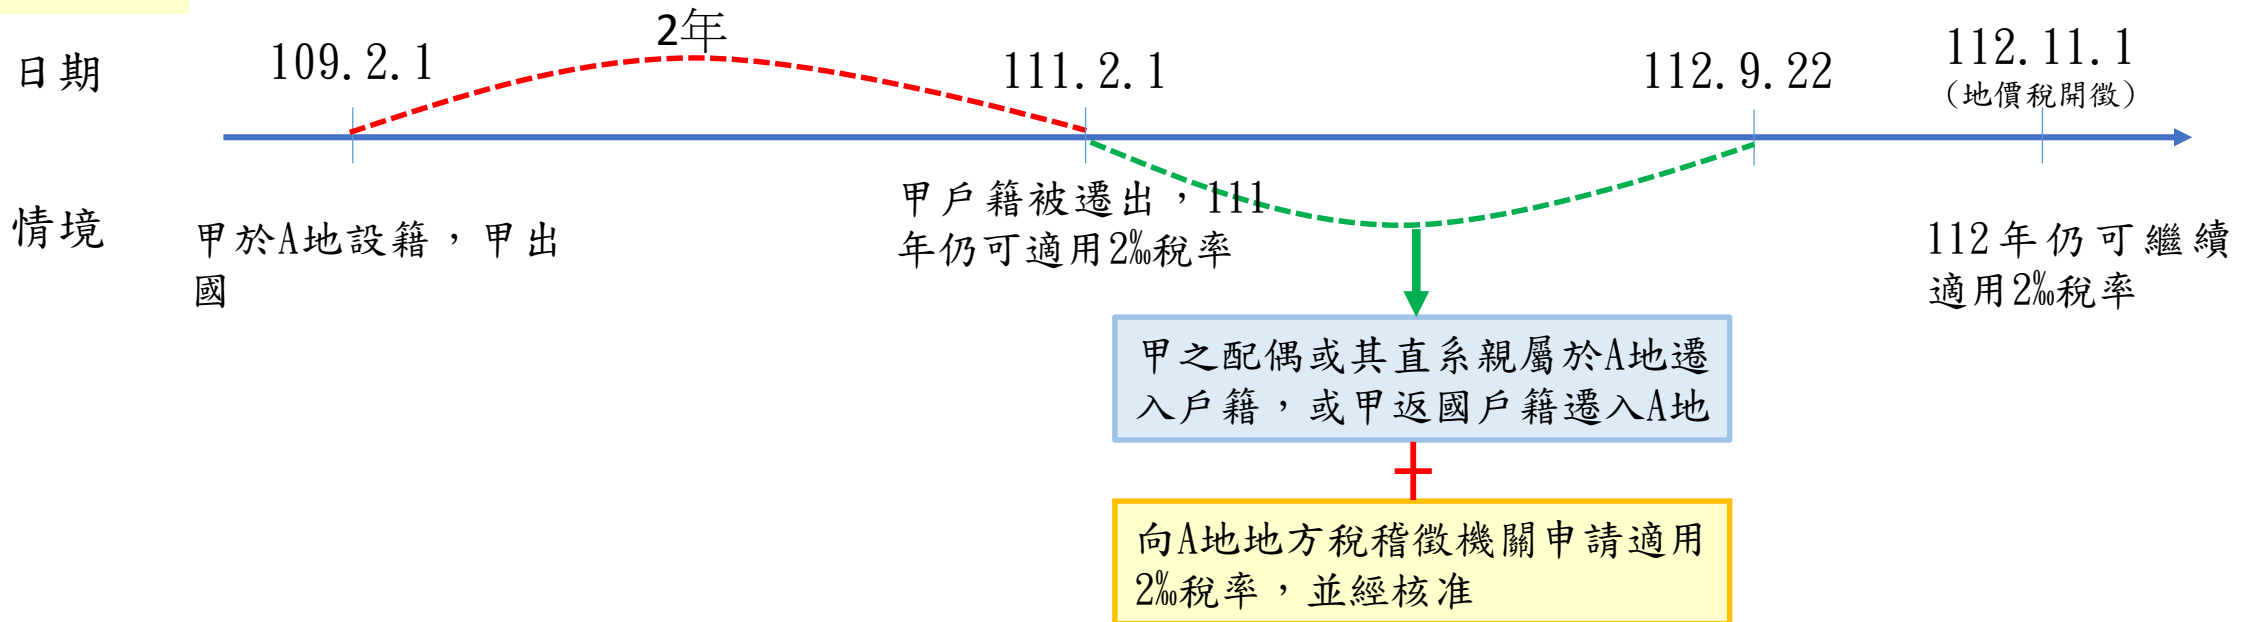 2年
日期
109.2.1
111.2.1
112.9.22
112.11.1
(地價稅開徵)
情境
甲於A地設籍，甲出
國
甲戶籍被遷出，111
年仍可適用2‰稅率
112年仍可繼續
適用2‰稅率
甲之配偶或其直系親屬於A地遷
入戶籍，或甲返國戶籍遷入A地
向A地地方稅稽徵機關申請適用
2‰稅率，並經核准